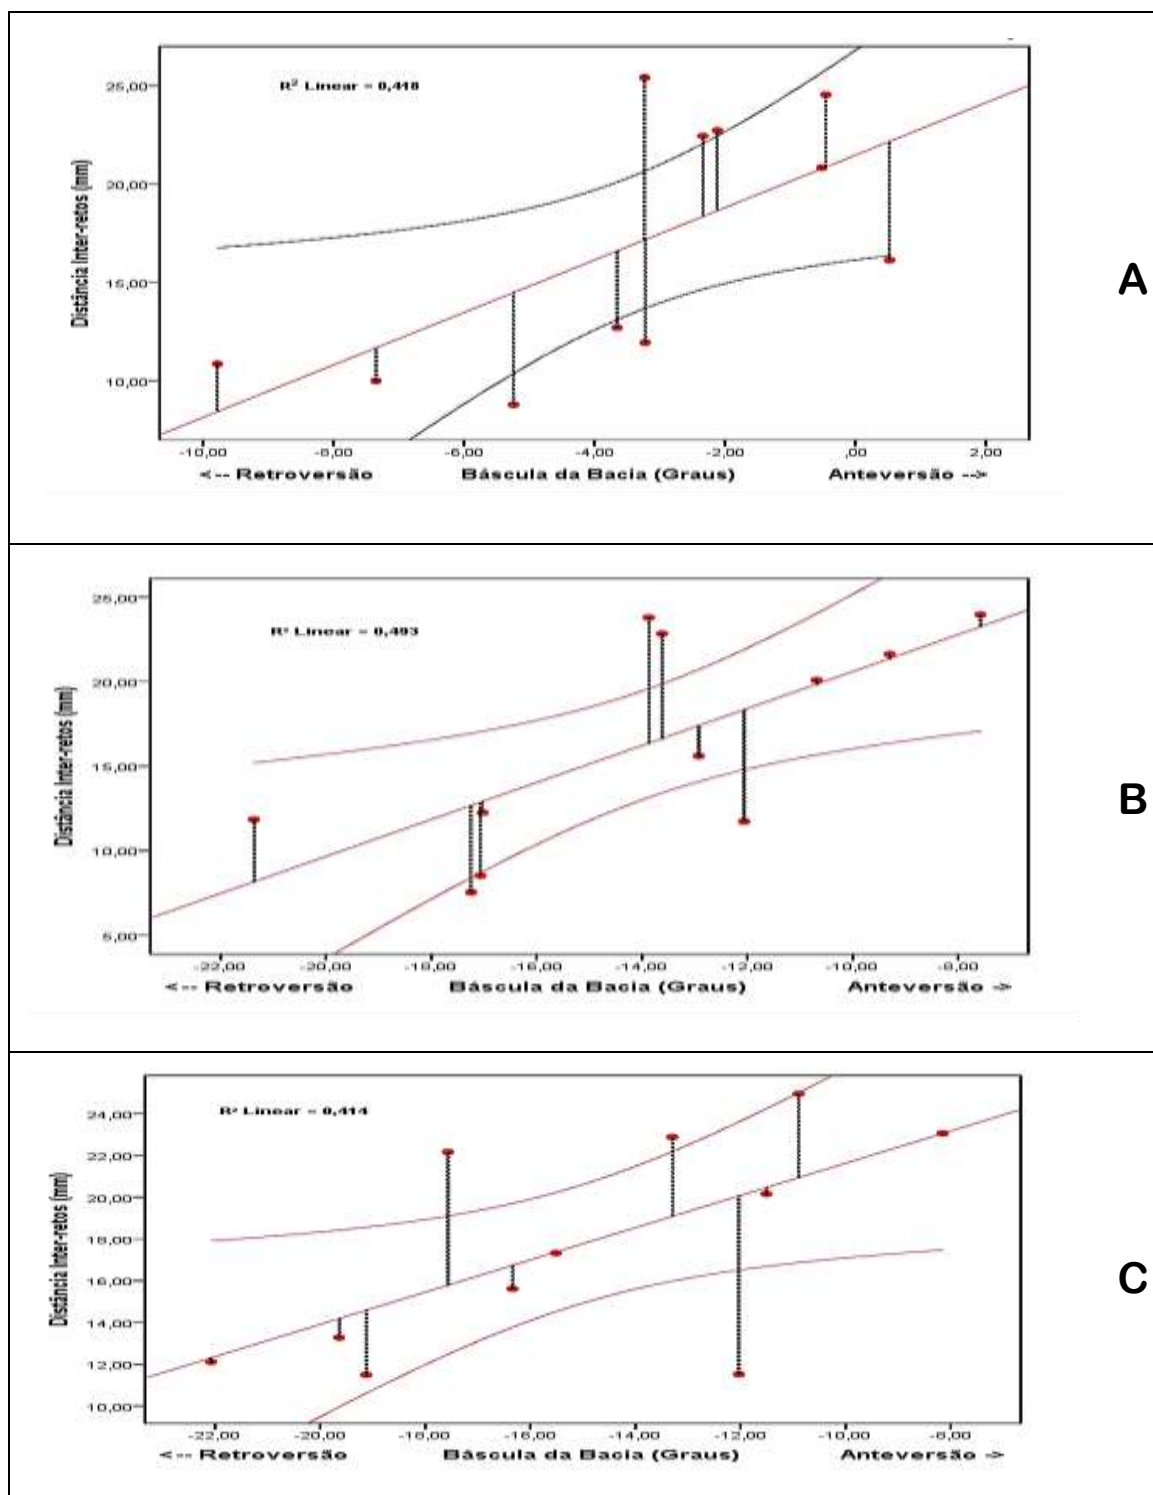 R² Linear = 0,418
Distância Inter-retos (mm)
25,00
20,00
15,00
10,00
-10,00 -8,00 -6,00 -4,00 -2,00 ,00 2,00
<-- Retroversão Báscula da Bacia (Graus) Anteversão -->
A
R² Linear = 0,493
Distância Inter-retos (mm)
25,00
20,00
15,00
10,00
5,00
-22,00 -20,00 -18,00 -16,00 -14,00 -12,00 -10,00 -8,00
<-- Retroversão Báscula da Bacia (Graus) Anteversão ->
B
R² Linear = 0,414
Distância Inter-retos (mm)
24,00
22,00
20,00
18,00
16,00
14,00
12,00
10,00
-22,00 -20,00 -18,00 -16,00 -14,00 -12,00 -10,00 -8,00
<-- Retroversão Báscula da Bacia (Graus) Anteversão ->
C